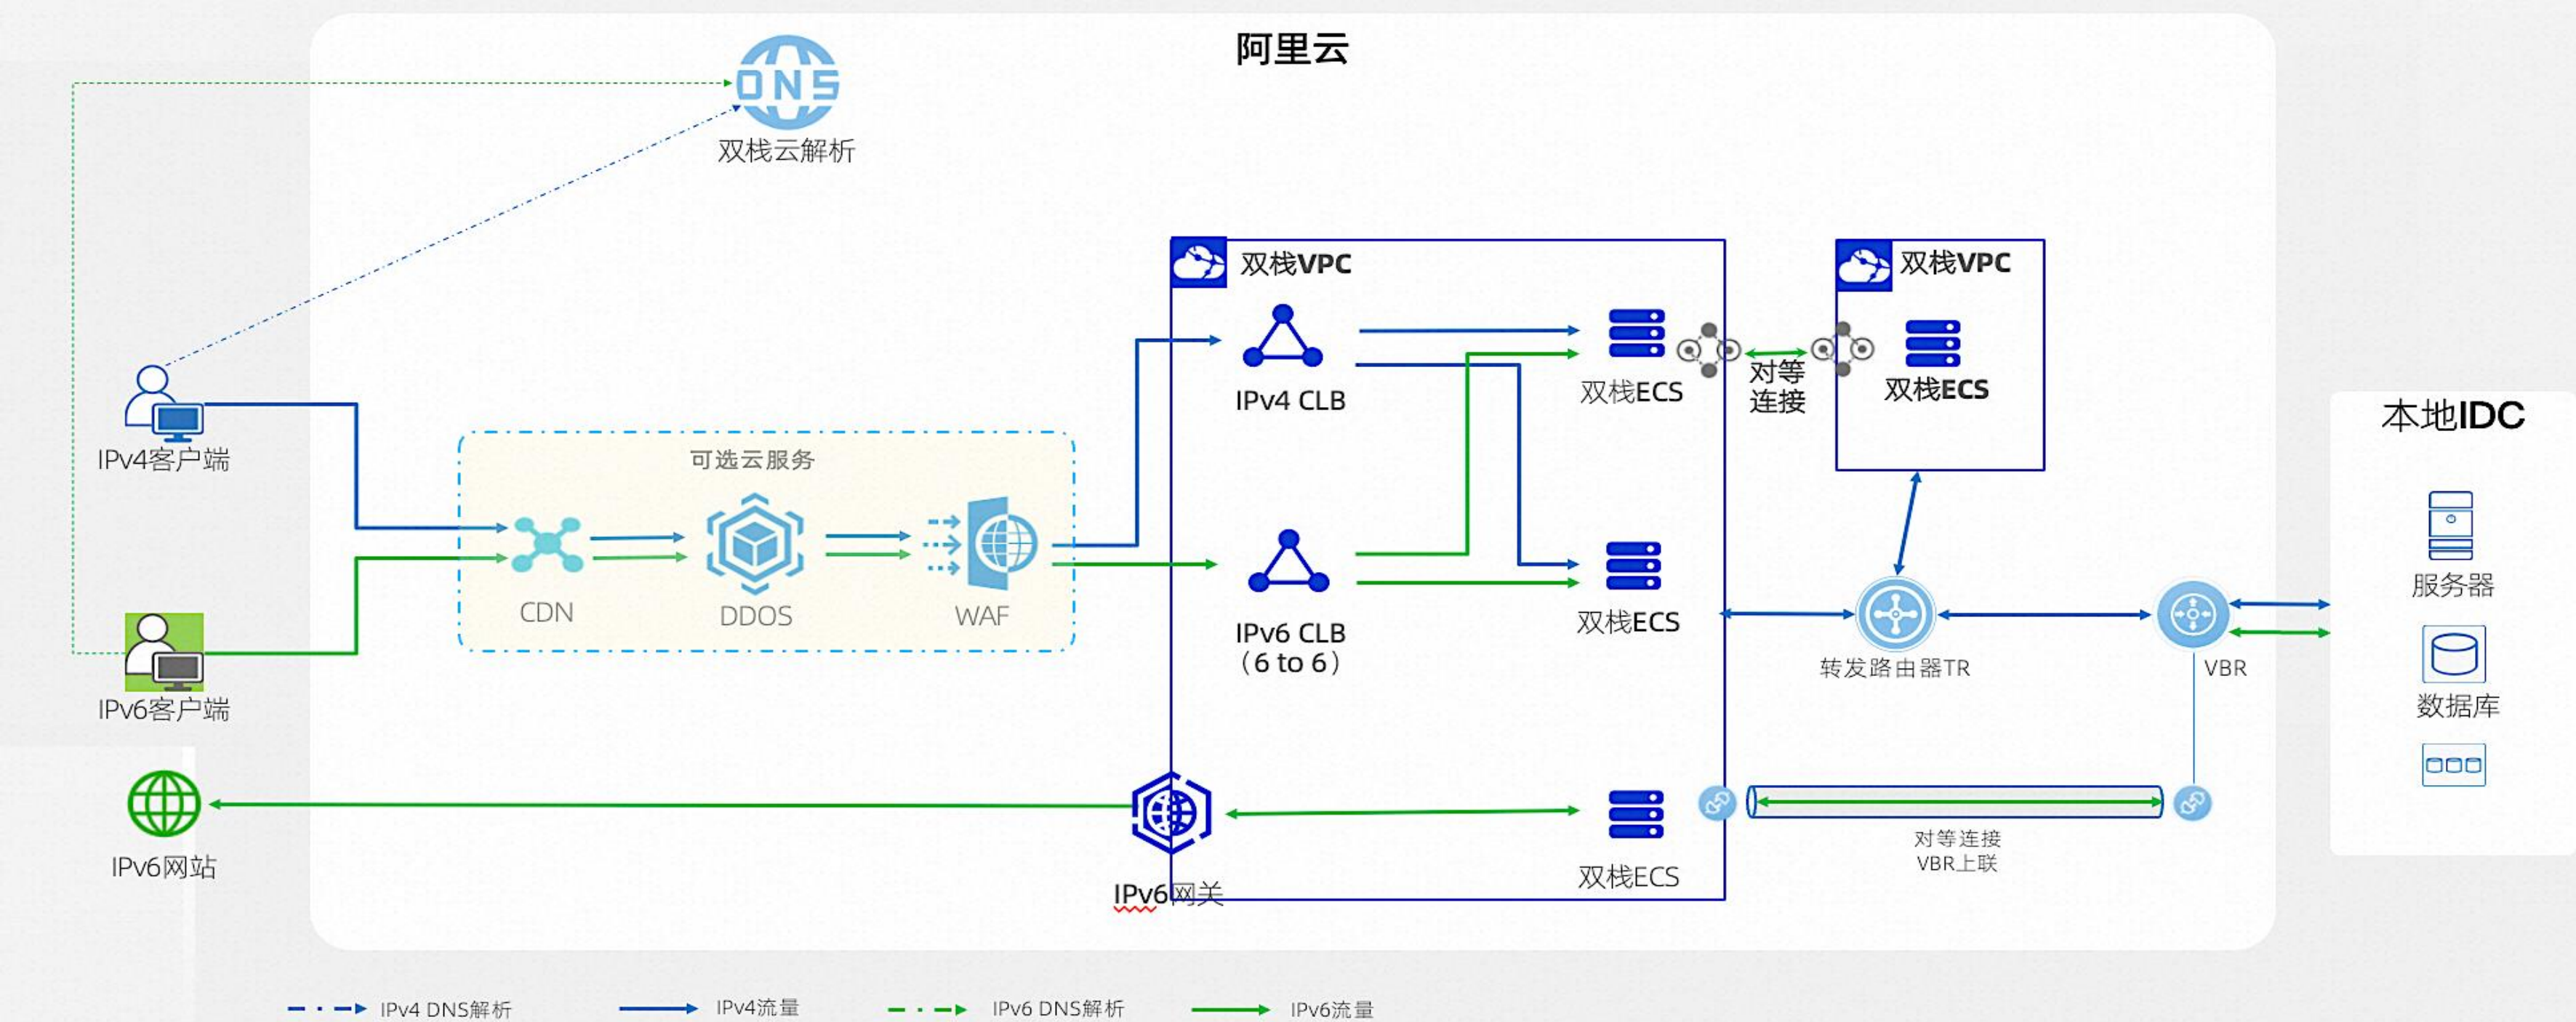 阿里云
DNS
双栈云解析
双栈VPC
双栈VPC
IPv4 CLB
双栈ECS
对等
连接
双栈ECS
本地IDC
IPv4客户端
可选云服务
CDN
DDOS
WAF
服务器
IPv6 CLB
（6 to 6）
双栈ECS
转发路由器TR
VBR
IPv6客户端
数据库
IPv6网站
IPv6网关
双栈ECS
对等连接
VBR上联
IPv4 DNS解析
IPv4流量
IPv6 DNS解析
IPv6流量